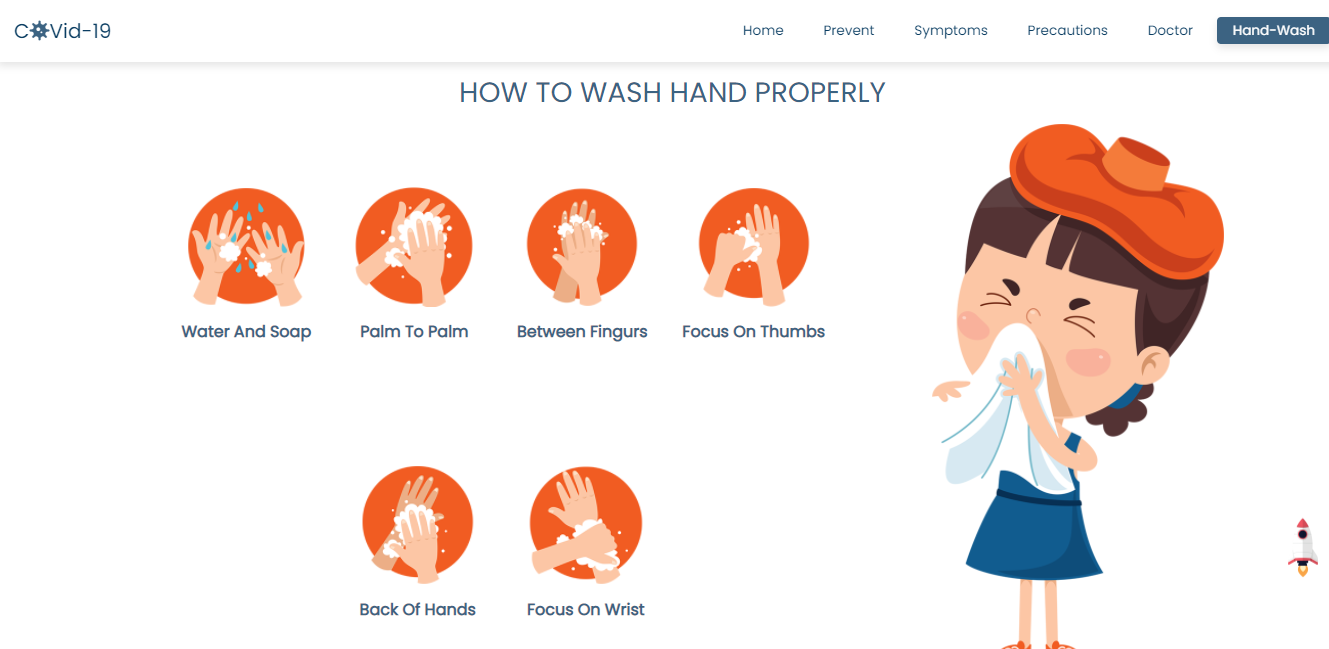 COVid-19
Home Prevent Symptoms Precautions Doctor Hand-Wash
HOW TO WASH HAND PROPERLY
Water And Soap Palm To Palm Between Fingurs Focus On Thumbs
Back Of Hands Focus On Wrist